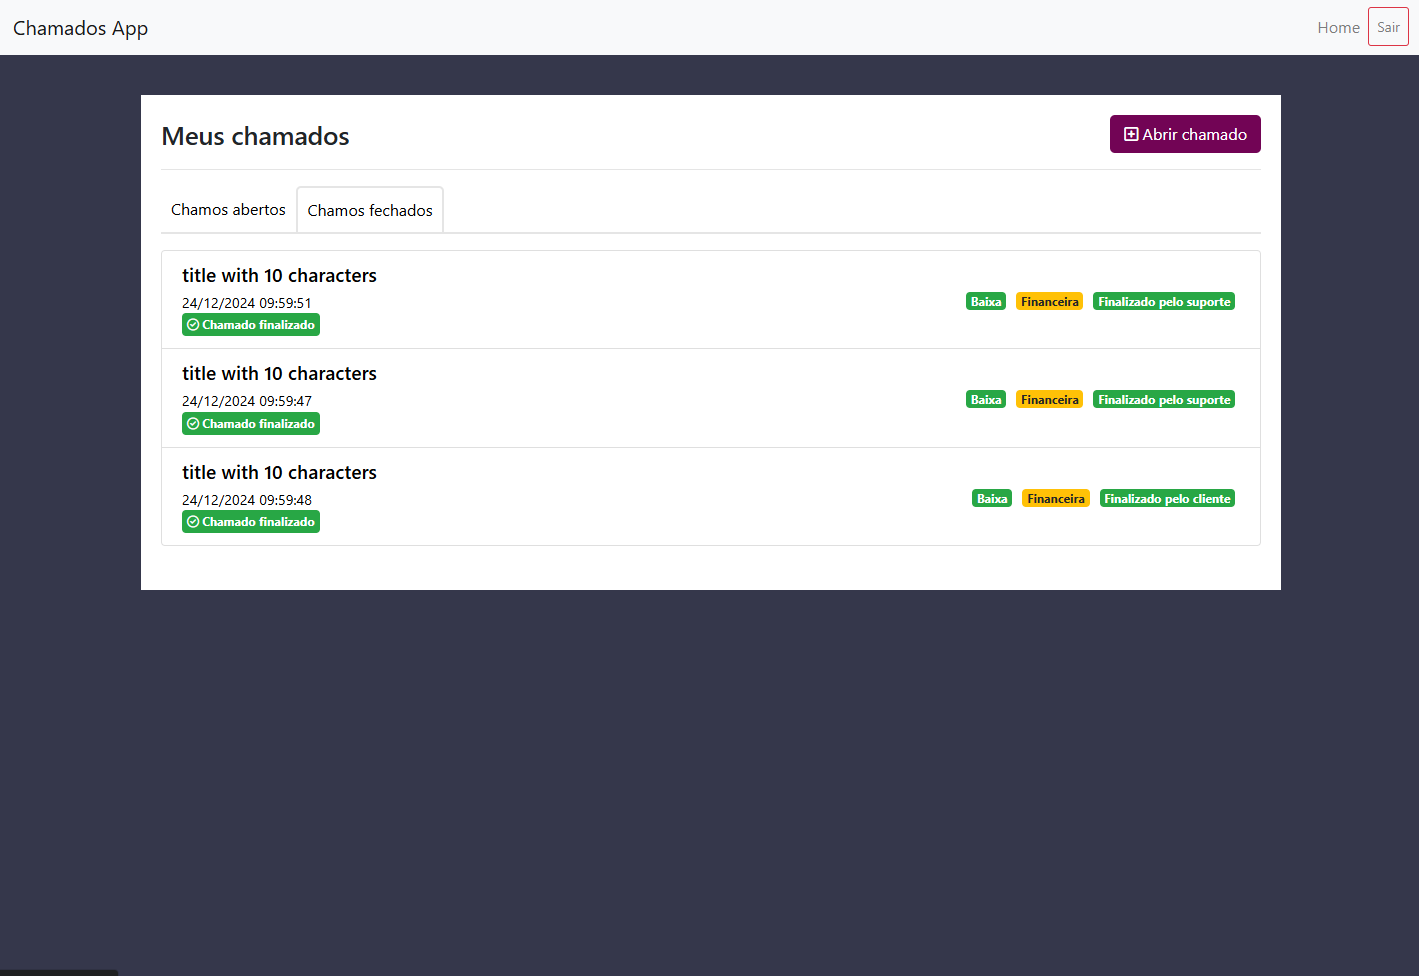 Chamados App
Home
Sair
Meus chamados
Abrir chamado
Chamos abertos
Chamos fechados
title with 10 characters
24/12/2024 09:59:51
Chamado finalizado
Baixa
Financeira
Finalizado pelo suporte
title with 10 characters
24/12/2024 09:59:47
Chamado finalizado
Baixa
Financeira
Finalizado pelo suporte
title with 10 characters
24/12/2024 09:59:48
Chamado finalizado
Baixa
Financeira
Finalizado pelo cliente